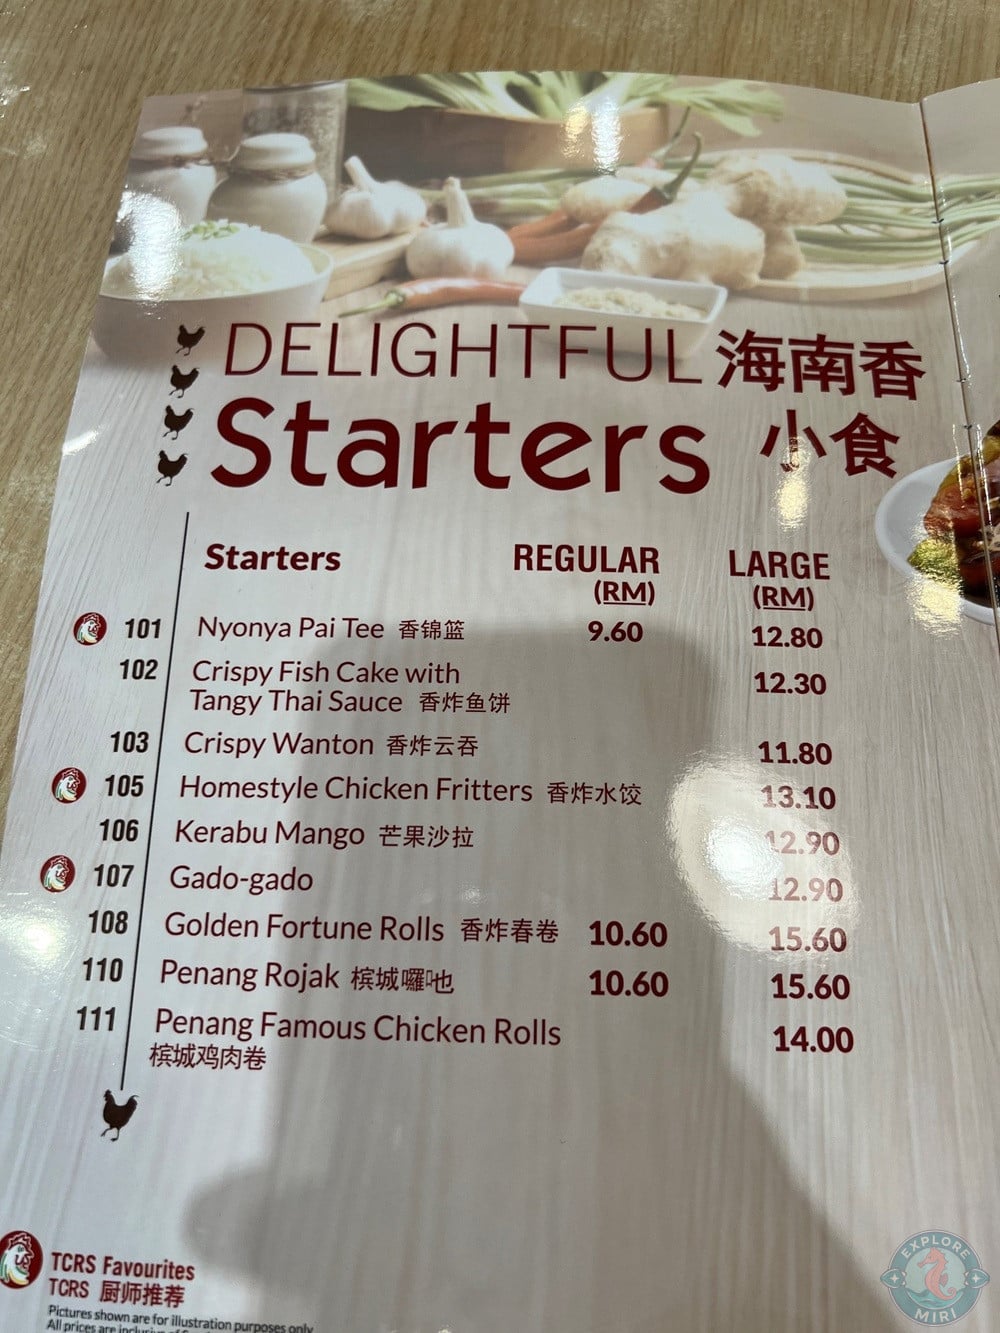 DELIGHTFUL 海南香
Starters 小食
Starters REGULAR LARGE
(RM) (RM)
101 Nyonya Pai Tee 香锦篮 9.60 12.80
102 Crispy Fish Cake with 12.30
Tangy Thai Sauce 香炸鱼饼
103 Crispy Wanton 香炸云吞 11.80
105 Homestyle Chicken Fritters 香炸水饺 13.10
106 Kerabu Mango 芒果沙拉 12.90
107 Gado-gado 12.90
108 Golden Fortune Rolls 香炸春卷 10.60 15.60
110 Penang Rojak 槟城囉吔 10.60 15.60
111 Penang Famous Chicken Rolls 14.00
槟城鸡肉卷
TCRS Favourites
TCRS 厨师推荐
Pictures shown are for illustration purposes only
All prices are inclusive of
EXPLORE
MIRI